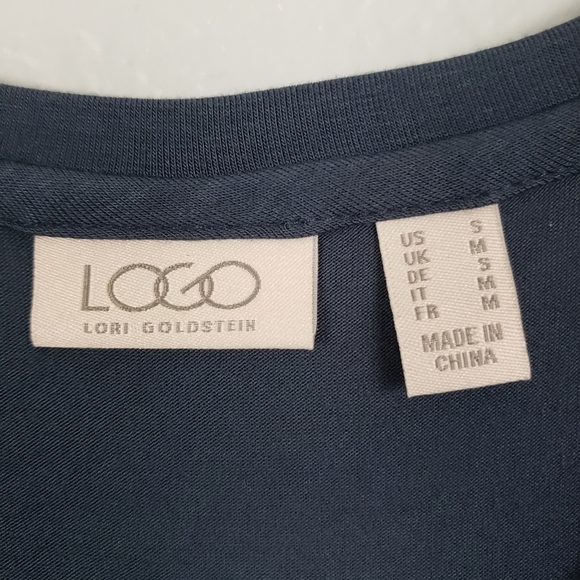 LOGO
LORI GOLDSTEIN
US S
UK M
DE S
IT M
FR M
MADE IN
CHINA